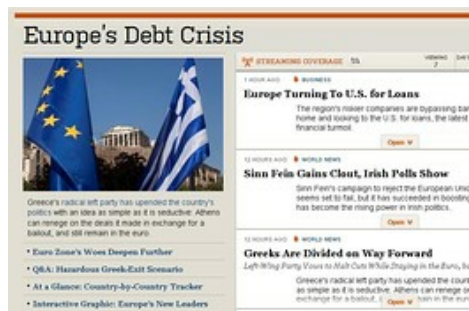 Europe's Debt Crisis
STREAMING COVERAGE
VIEWING
7
1 HOUR AGO BUSINESS
Europe Turning To U.S. for Loans
The region's riskier companies are bypassing
home and looking to the U.S. for loans, the latest
financial turmoil.
Open
12 HOURS AGO WORLD NEWS
Sinn Fein Gains Clout, Irish Polls Show
Sinn Fein's campaign to reject the European
seems set to fail, but it has succeeded in boosting
has become the rising power in Irish politics.
Open
12 HOURS AGO WORLD NEWS
Greeks Are Divided on Way Forward
Left-Wing Party Vows to Halt Cuts While Staying in the Euro,
Greece's radical left party has upended the
as simple as it is seductive: Athens can renege on
exchange for a bailout, in the euro.
Open
Greece's radical left party has upended the country's
politics with an idea as simple as it is seductive: Athens
can renege on the deals it made in exchange for a
bailout, and still remain in the euro.
• Euro Zone's Woes Deepen Further
• Q&A: Hazardous Greek-Exit Scenario
• At a Glance: Country-by-Country Tracker
• Interactive Graphic: Europe's New Leaders